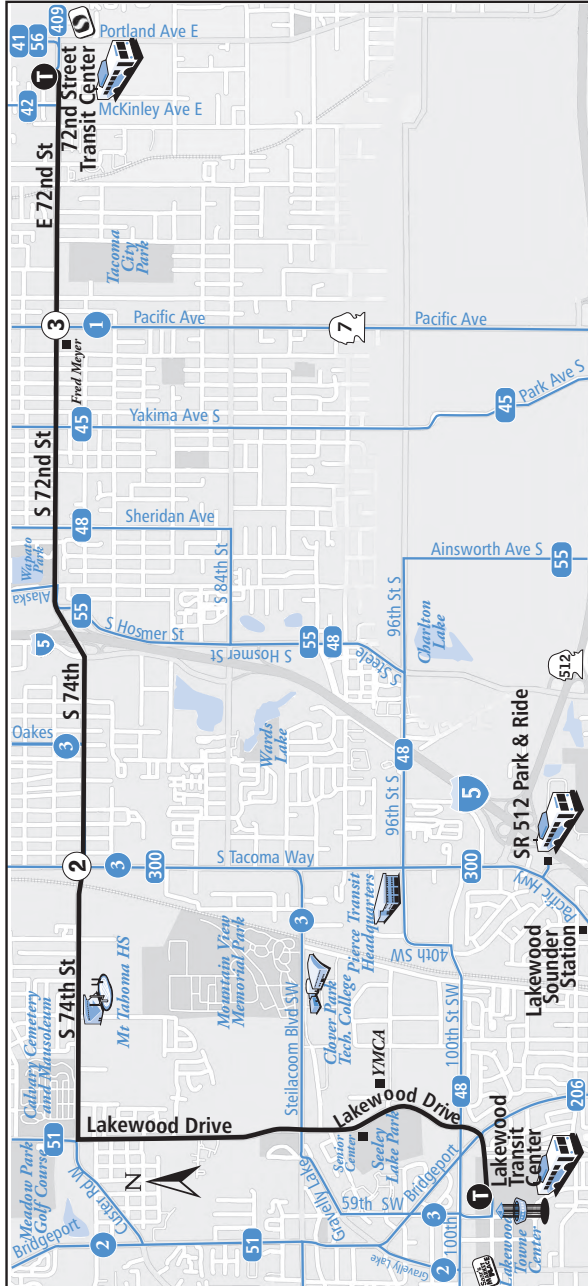 41
56
409
Portland Ave E
T
42
McKinley Ave E
72nd Street
Transit Center
E 72nd St
Tacoma
City
Park
3
1
Pacific Ave
7
Pacific Ave
Fred Meyer
45
Yakima Ave S
45
Park Ave S
S 72nd St
48
Sheridan Ave
Wapato
Park
Alaska
S 84th St
55
S Hosmer St
S Hosmer St
55
48
S Steele
96th St S
Ainsworth Ave S
55
Charlton
Lake
5
S 74th
Oakes
3
Wards
Lake
48
96th St S
5
512
SR 512 Park & Ride
2
3
300
S Tacoma Way
300
Pacific Hwy
3
Pierce Transit
Headquarters
40th SW
Lakewood
Sounder
Station
S 74th St
Mt Tahoma HS
Mountain View
Memorial Park
Clover Park
Tech. College
Steilacoom Blvd SW
YMCA
100th St SW
48
Calvary Cemetery
and Mausoleum
Lakewood Drive
Lakewood Drive
Senior
Center
Seeley
Lake Park
Bridgeport
206
Meadow Park
Golf Course
51
Custer Rd W
N
Bridgeport
2
51
Gravelly Lake
59th SW
3
100th
Gravelly Lake
2
T
Lakewood
Transit
Center
Lakewood
Towne
Center